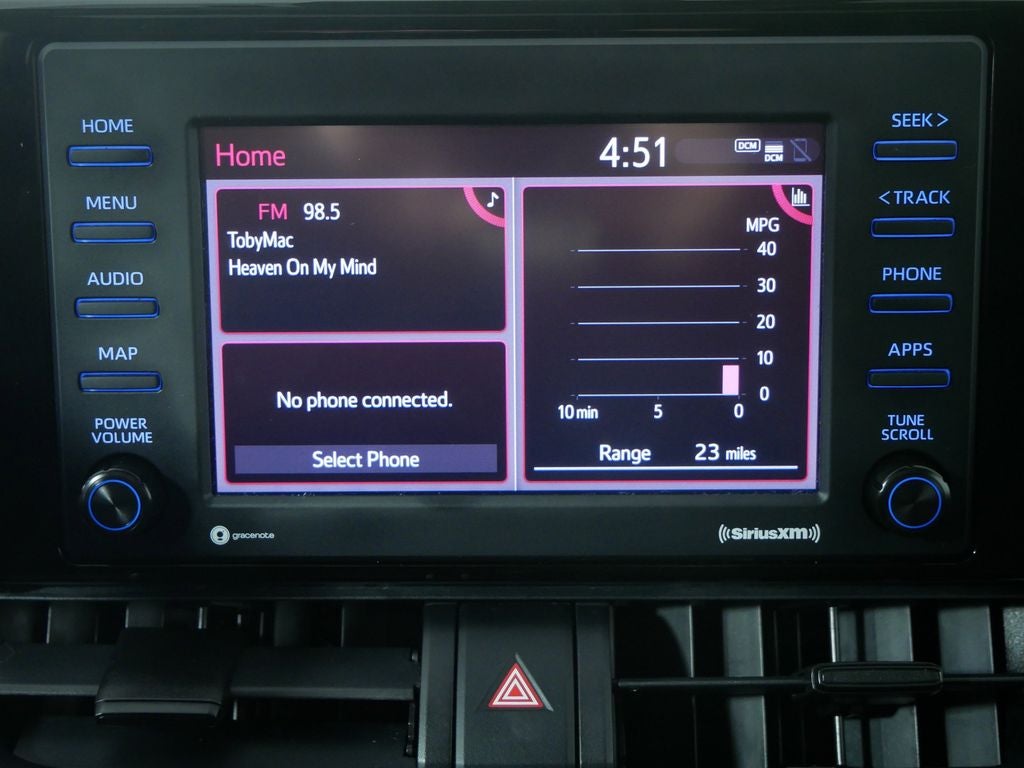 HOME
MENU
AUDIO
MAP
POWER
VOLUME
Home
4:51
DCM
DCM
FM 98.5
TobyMac
Heaven On My Mind
No phone connected.
Select Phone
MPG
40
30
20
10
0
10 min 5 0
Range 23 miles
gracenote
SiriusXM
SEEK >
< TRACK
PHONE
APPS
TUNE
SCROLL